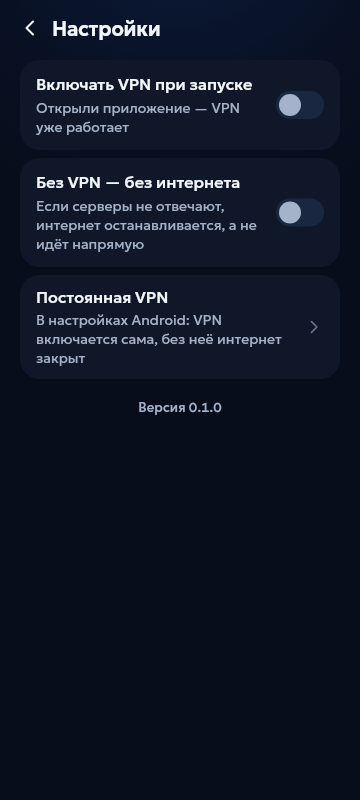 Настройки
Включать VPN при запуске
Открыли приложение — VPN
уже работает
Без VPN — без интернета
Если серверы не отвечают,
интернет останавливается, а не
идёт напрямую
Постоянная VPN
В настройках Android: VPN
включается сама, без неё интернет
закрыт
Версия 0.1.0